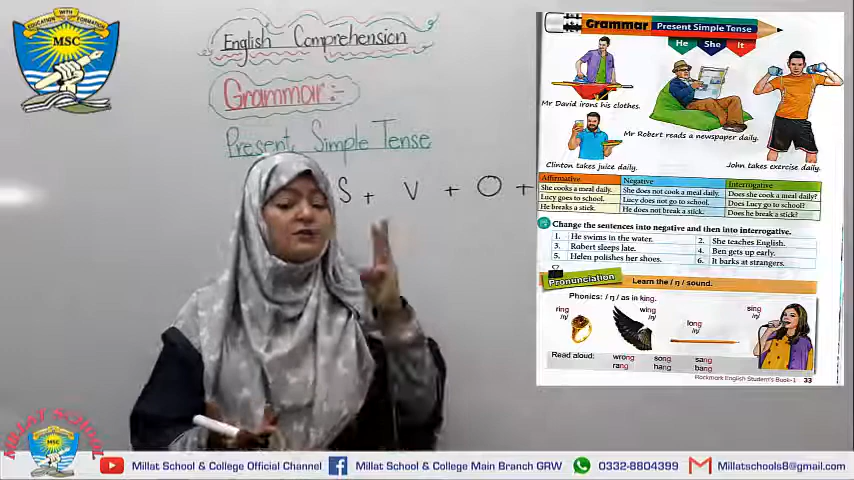 EDUCATION WITH FORMATION
MSC
English Comprehension
Grammar:-
Present Simple Tense
S + V + O +
Grammar Present Simple Tense
He She It
Mr David irons his clothes.
Mr Robert reads a newspaper daily.
Clinton takes juice daily.
John takes exercise daily.
Affirmative Negative Interrogative
She cooks a meal daily. She does not cook a meal daily. Does she cook a meal daily?
Lucy goes to school. Lucy does not go to school. Does Lucy go to school?
He breaks a stick. He does not break a stick. Does he break a stick?
Change the sentences into negative and then into interrogative.
1. He swims in the water. 2. She teaches English.
3. Robert sleeps late. 4. Ben gets up early.
5. Helen polishes her shoes. 6. It barks at strangers.
Pronunciation Learn the / ŋ / sound.
Phonics: / ŋ / as in king.
ring wing long sing
/ŋ/ /ŋ/ /ŋ/ /ŋ/
Read aloud: wrong song sang
rang hang bang
Rockmark English Student's Book-1 33
MILLAT SCHOOL
MSC
Millat School & College Official Channel Millat School & College Main Branch GRW 0332-8804399 Millatschools8@gmail.com